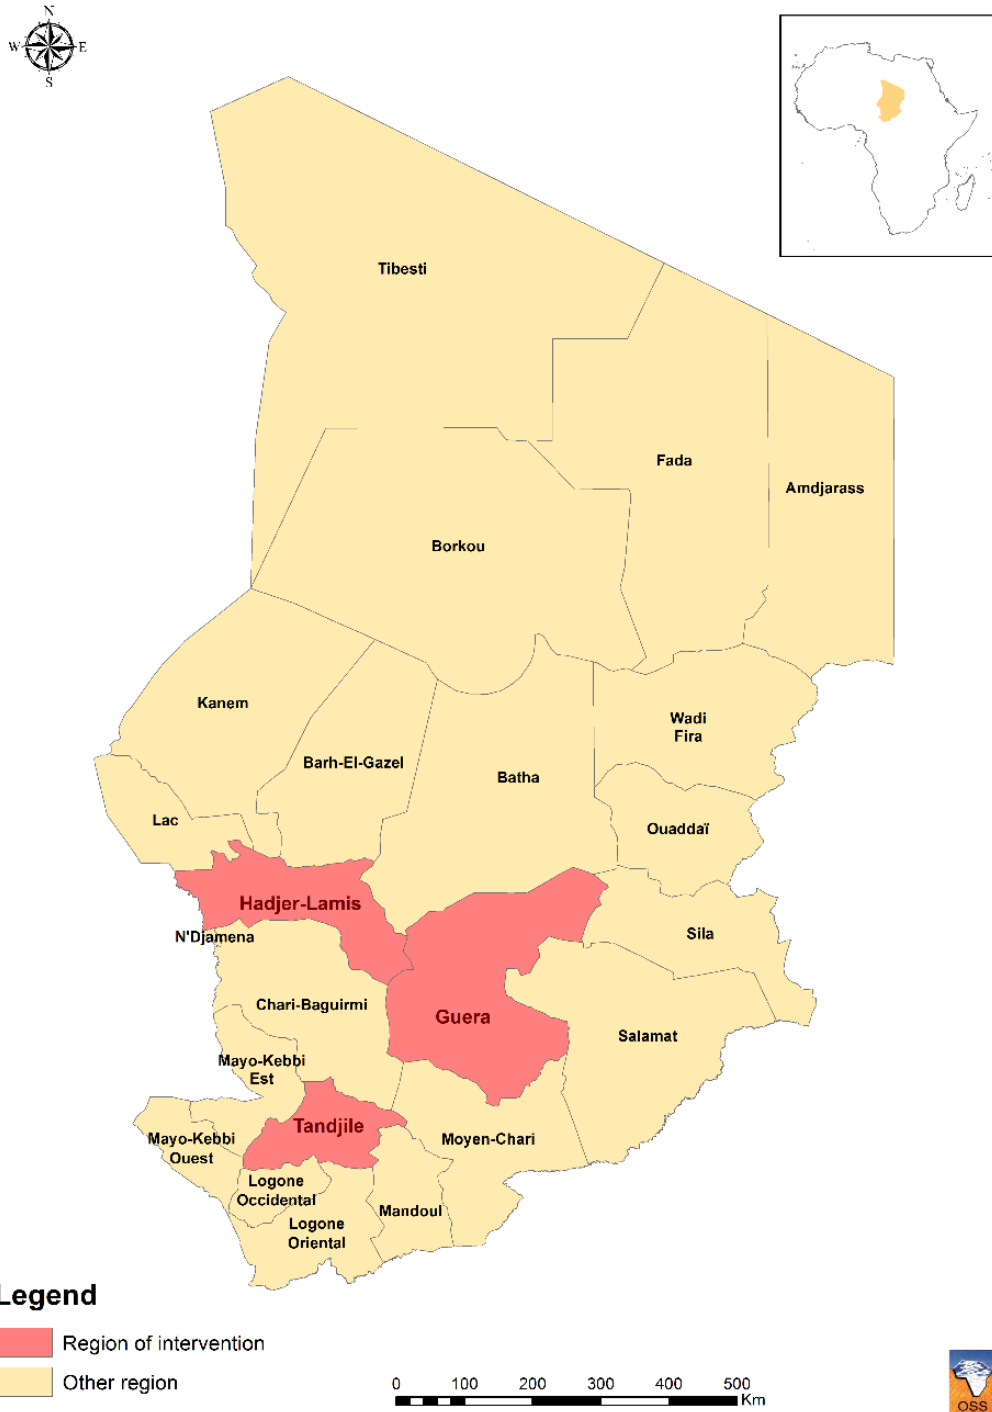 N
W E
S
Tibesti
Fada
Amdjarass
Borkou
Kanem
Wadi
Fira
Barh-El-Gazel
Batha
Lac
Ouaddaï
Hadjer-Lamis
N'Djamena
Sila
Chari-Baguirmi
Guera
Salamat
Mayo-Kebbi
Est
Tandjile
Mayo-Kebbi
Ouest
Moyen-Chari
Logone
Occidental
Mandoul
Logone
Oriental
Legend
Region of intervention
Other region
0 100 200 300 400 500
Km
OSS